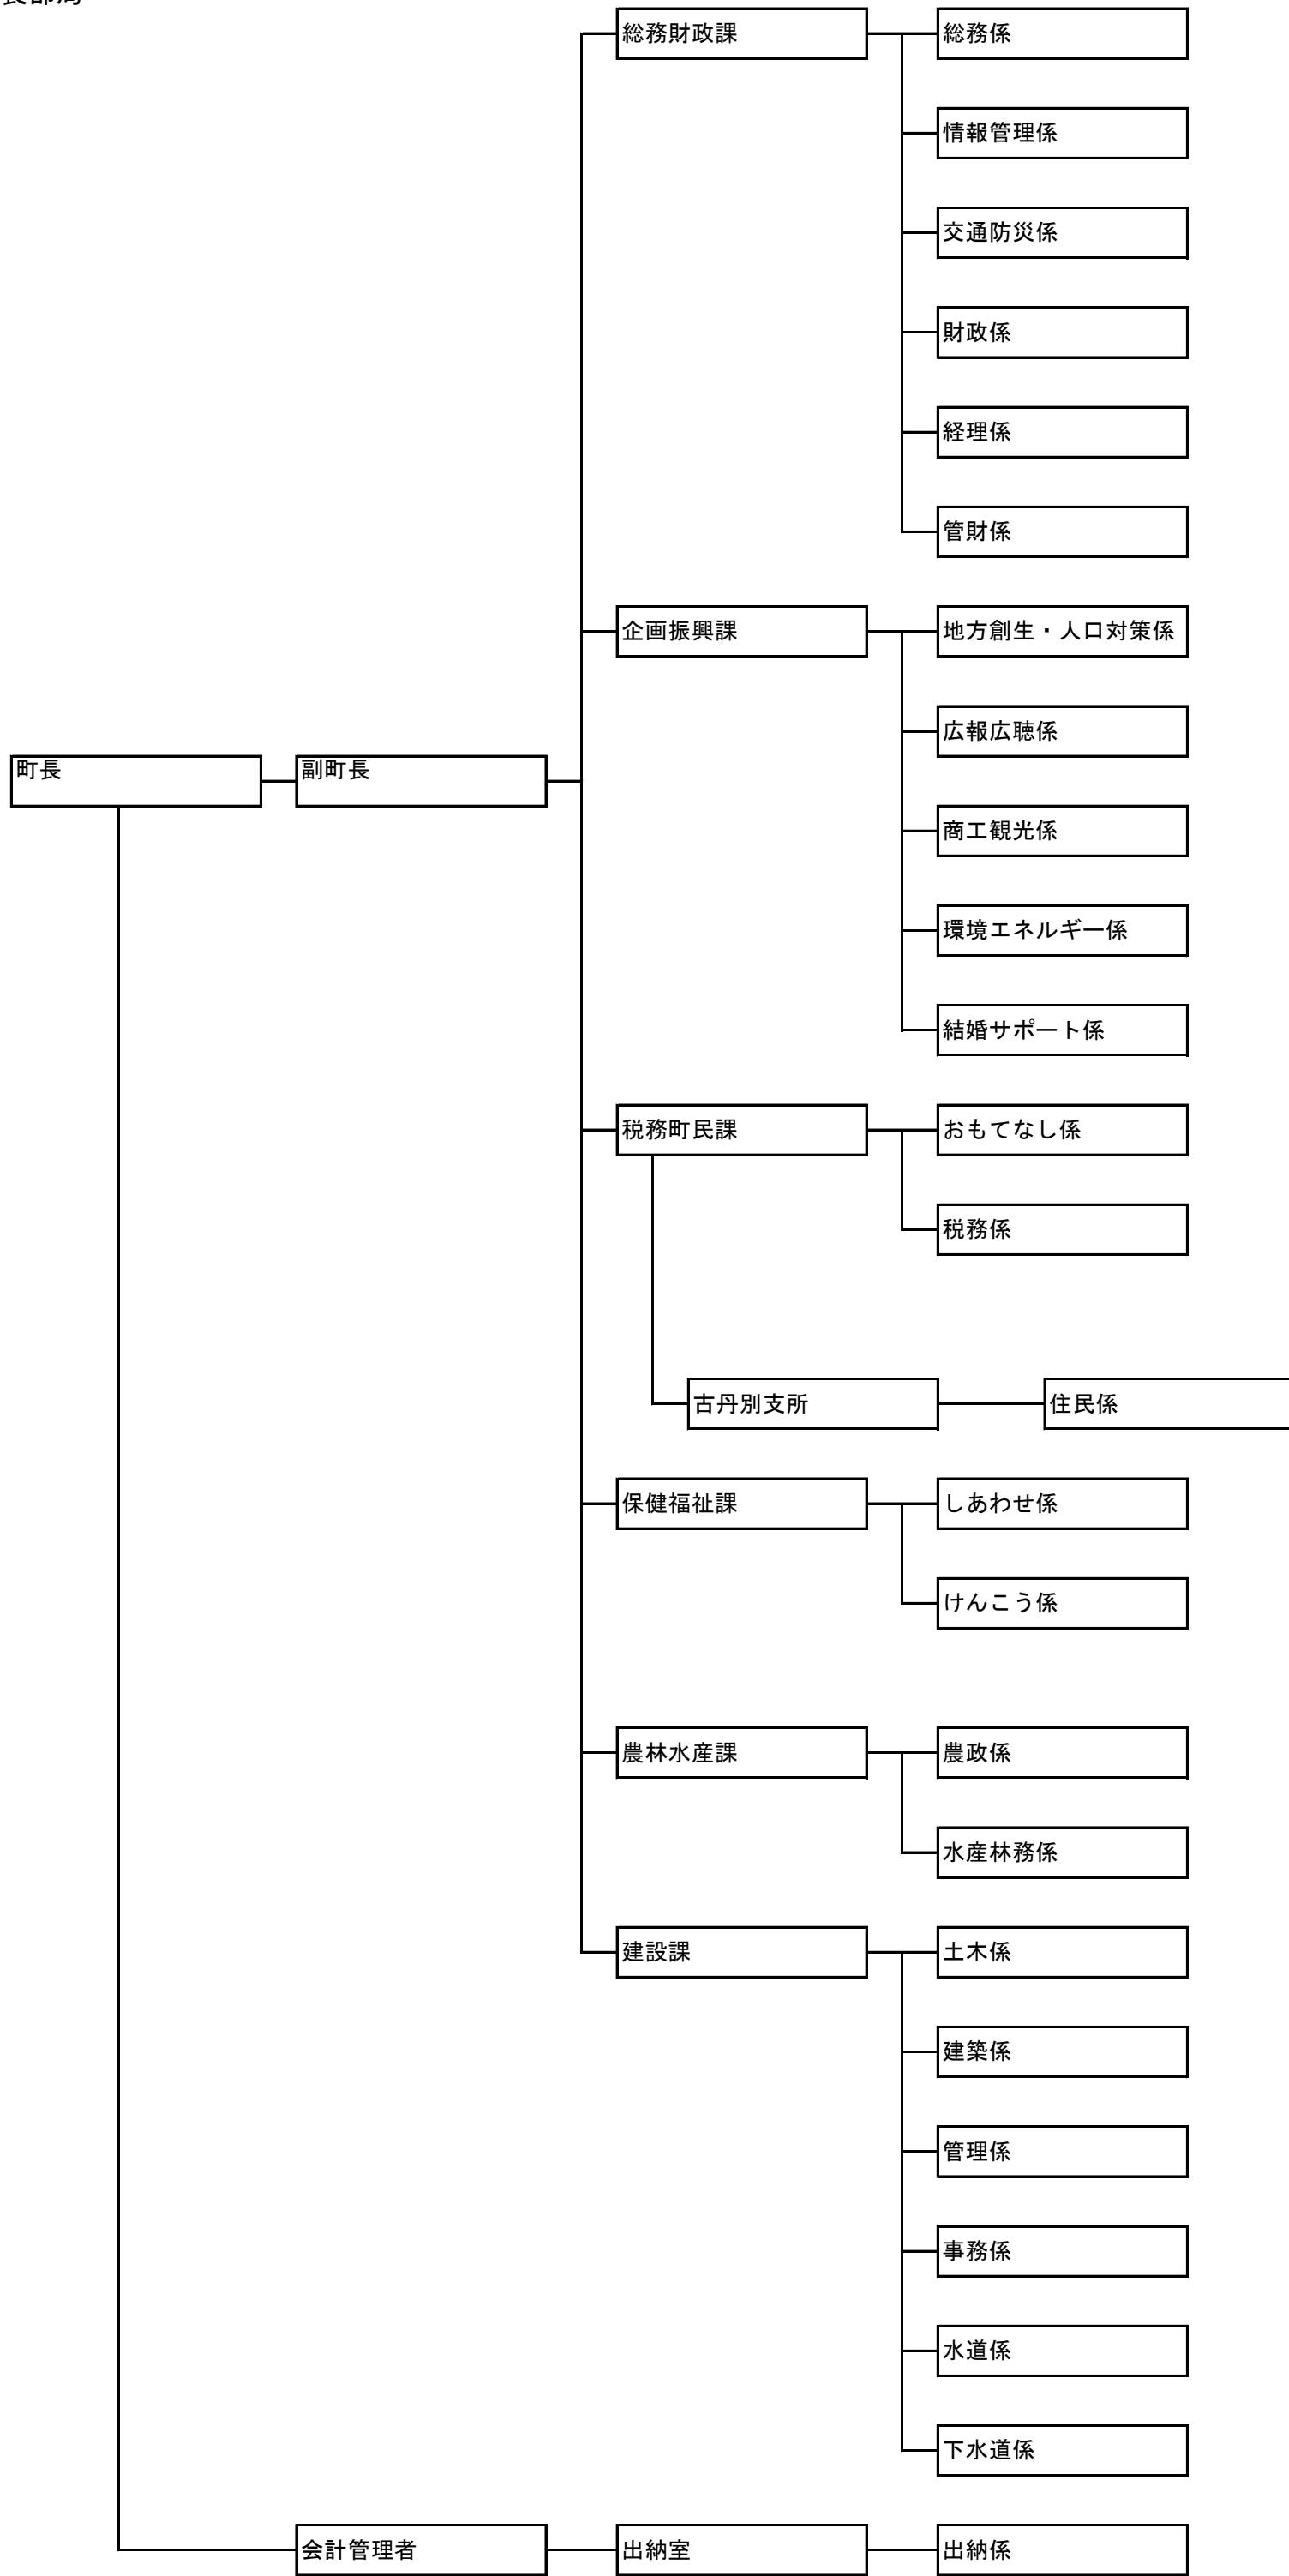 総務財政課
総務係
情報管理係
交通防災係
財政係
経理係
管財係
企画振興課
地方創生・人口対策係
広報広聴係
町長
副町長
商工観光係
環境エネルギー係
結婚サポート係
税務町民課
おもてなし係
税務係
古丹別支所
住民係
保健福祉課
しあわせ係
けんこう係
農林水産課
農政係
水産林務係
建設課
土木係
建築係
管理係
事務係
水道係
下水道係
会計管理者
出納室
出納係